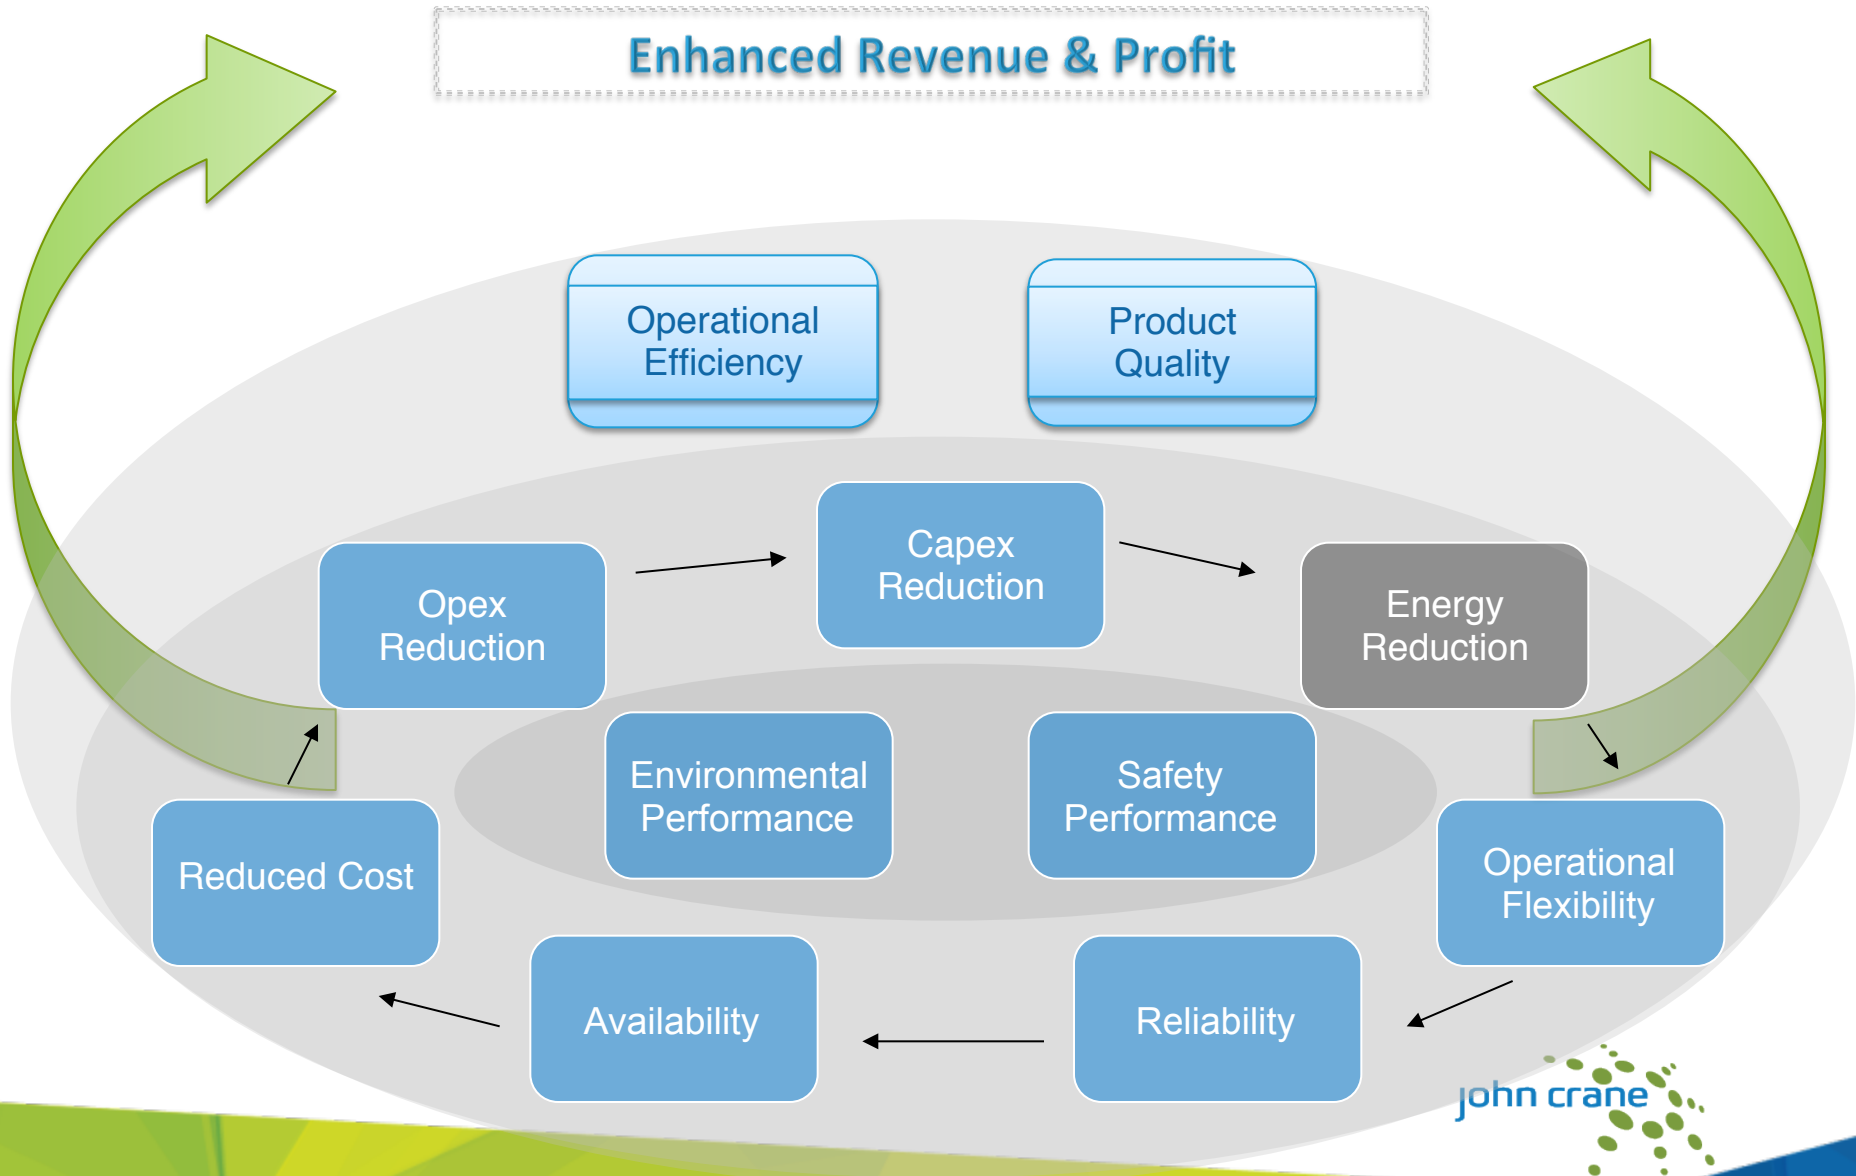 Enhanced Revenue & Profit
Operational
Efficiency
Product
Quality
Capex
Reduction
Opex
Reduction
Energy
Reduction
Environmental
Performance
Safety
Performance
Reduced Cost
Operational
Flexibility
Availability
Reliability
john crane